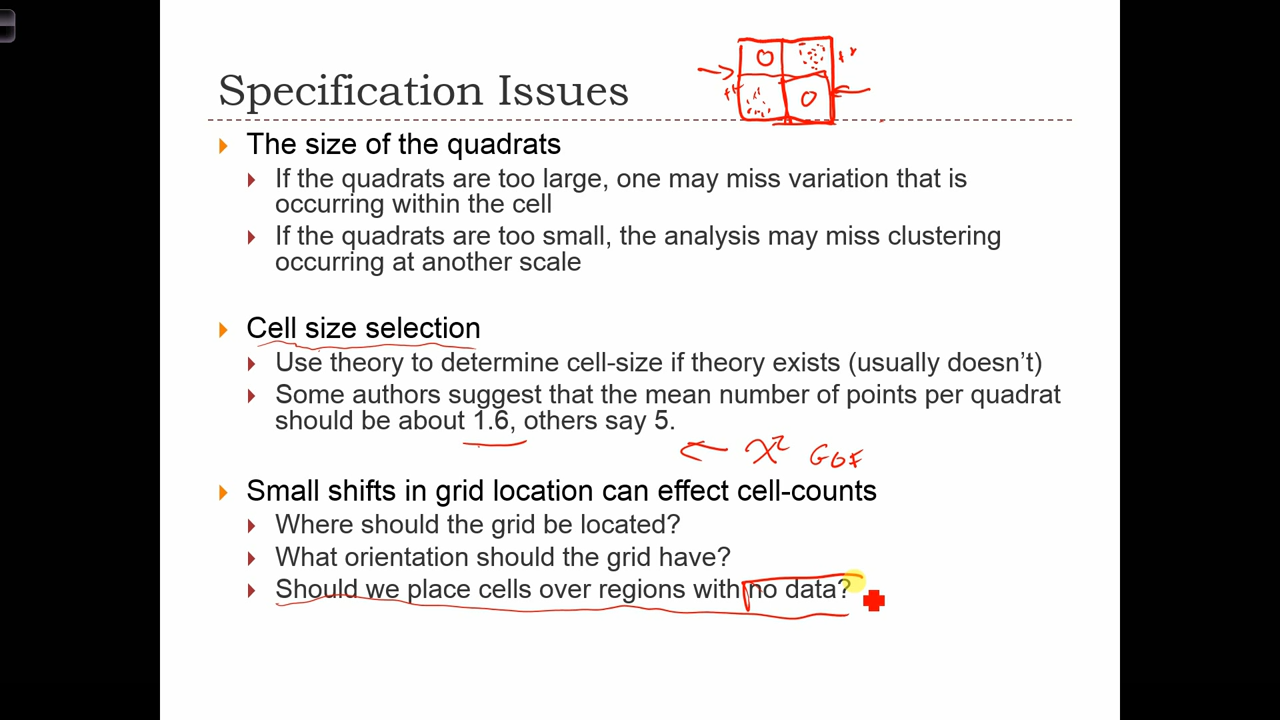 Specification Issues
0
0
The size of the quadrats
If the quadrats are too large, one may miss variation that is
occurring within the cell
If the quadrats are too small, the analysis may miss clustering
occurring at another scale
Cell size selection
Use theory to determine cell-size if theory exists (usually doesn’t)
Some authors suggest that the mean number of points per quadrat
should be about 1.6, others say 5.
← χ² GOF
Small shifts in grid location can effect cell-counts
Where should the grid be located?
What orientation should the grid have?
Should we place cells over regions with no data?